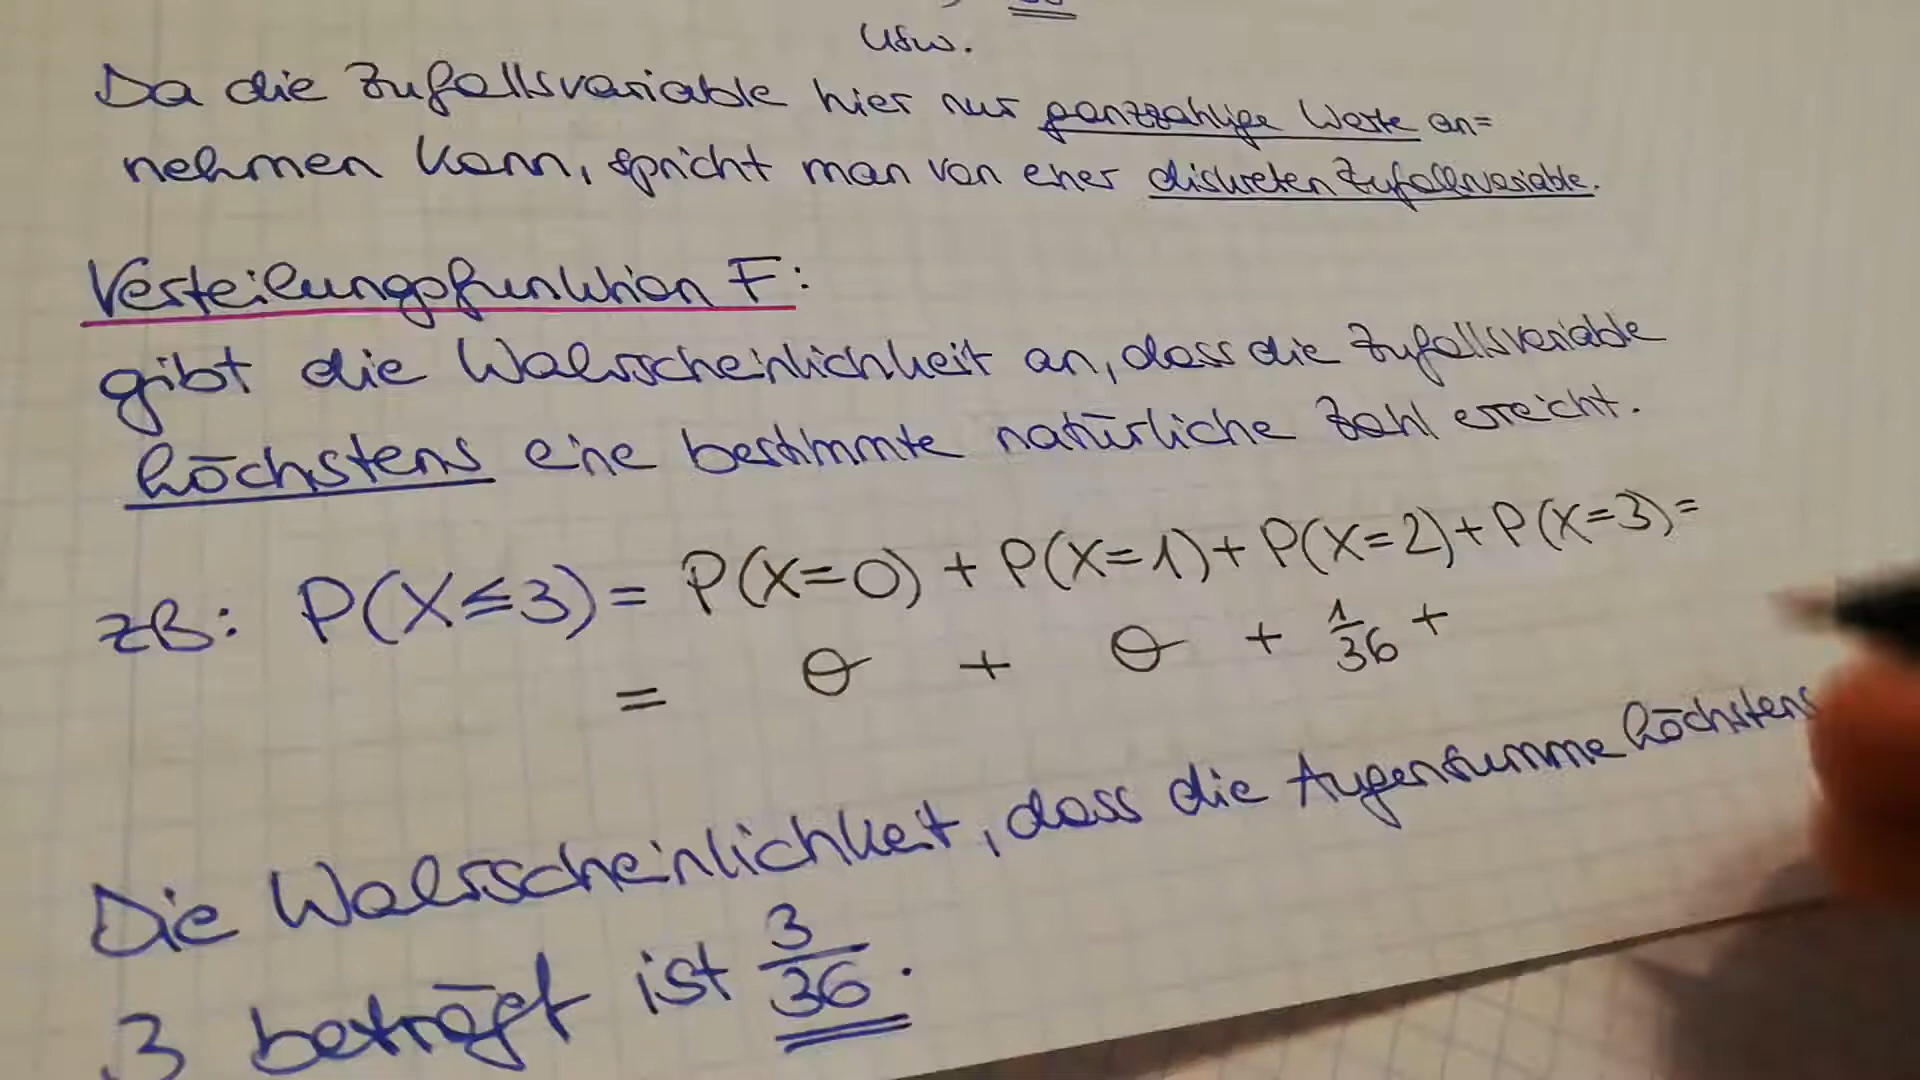 usw.
Da die Zufallsvariable hier nur ganzzahlige Werte an=
nehmen kann, spricht man von einer diskreten Zufallsvariable.
Verteilungsfunktion F:
gibt die Wahrscheinlichkeit an, dass die Zufallsvariable
höchstens eine bestimmte natürliche Zahl erreicht.
zB: P(X≤3) = P(X=0) + P(X=1) + P(X=2) + P(X=3) =
= 0 + 0 + 1/36 +
Die Wahrscheinlichkeit, dass die Augensumme höchstens
3 beträgt ist 3/36.